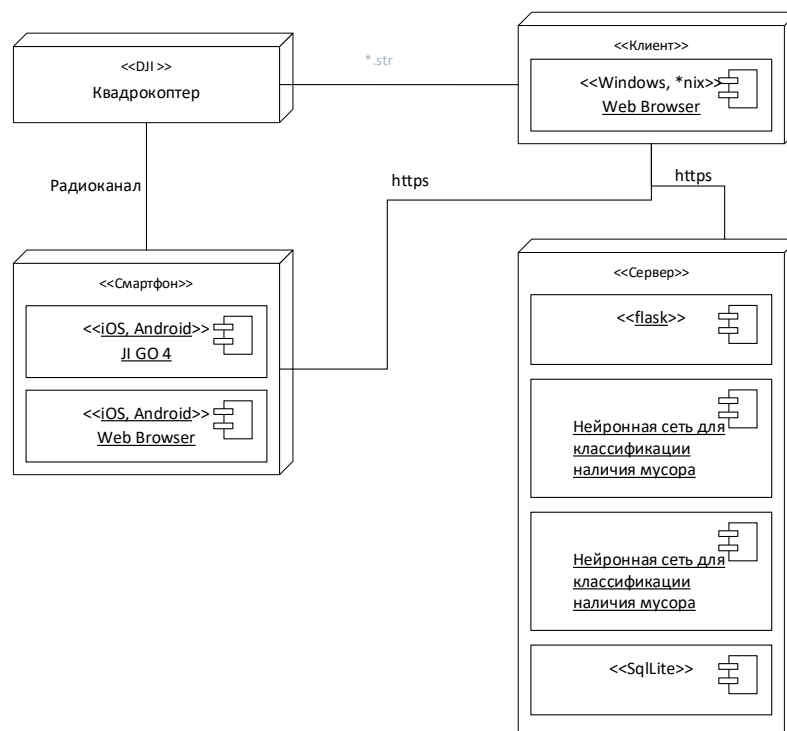 <<DJI >>
Квадрокоптер
*.str
<<Клиент>>
<<Windows, *nix>>
Web Browser
Радиоканал
https
https
<<Смартфон>>
<<iOS, Android>>
JI GO 4
<<iOS, Android>>
Web Browser
<<Сервер>>
<<flask>>
Нейронная сеть для
классификации
наличия мусора
Нейронная сеть для
классификации
наличия мусора
<<SqlLite>>